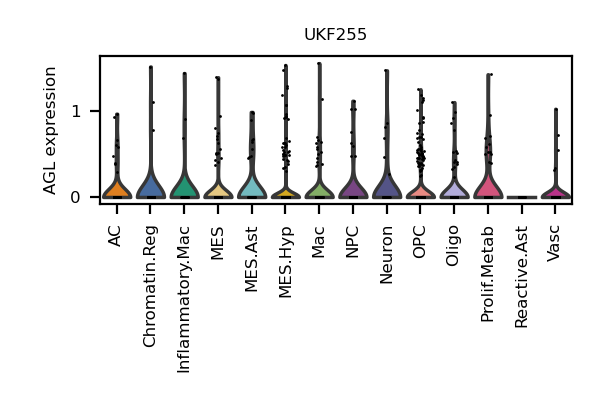 UKF255
AGL expression
1
0
AC
Chromatin.Reg
Inflammatory.Mac
MES
MES.Ast
MES.Hyp
Mac
NPC
Neuron
OPC
Oligo
Prolif.Metab
Reactive.Ast
Vasc